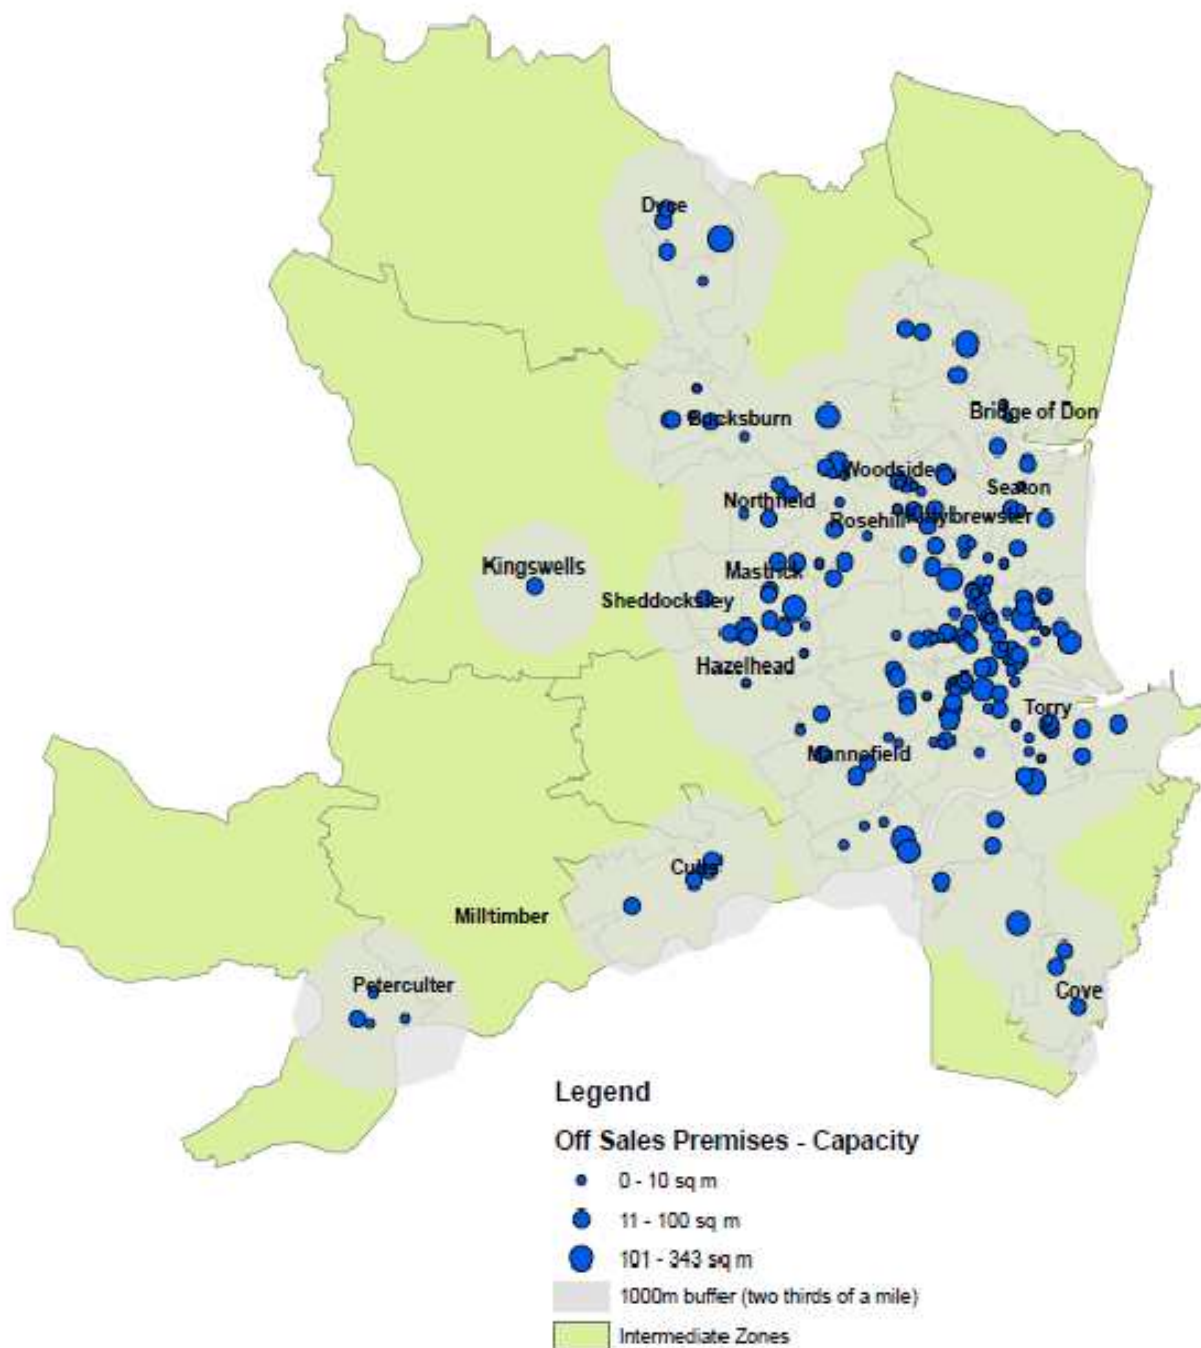 Dyce
Bridge of Don
Bucksburn
Woodside
Seaton
Northfield
Rosehill
Kingswells
Mastrick
Sheddocksley
Hazelhead
Torry
Mannofield
Cults
Milltimber
Peterculter
Cove
Legend
Off Sales Premises - Capacity
0 - 10 sq m
11 - 100 sq m
101 - 343 sq m
1000m buffer (two thirds of a mile)
Intermediate Zones